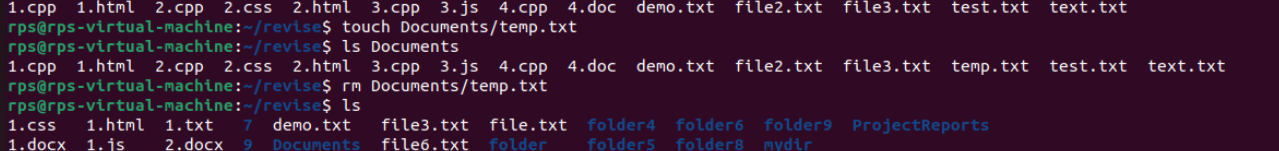 1.cpp 1.html 2.cpp 2.css 2.html 3.cpp 3.js 4.cpp 4.doc demo.txt file2.txt file3.txt test.txt text.txt
rps@rps-virtual-machine:~/revise$ touch Documents/temp.txt
rps@rps-virtual-machine:~/revise$ ls Documents
1.cpp 1.html 2.cpp 2.css 2.html 3.cpp 3.js 4.cpp 4.doc demo.txt file2.txt file3.txt temp.txt test.txt text.txt
rps@rps-virtual-machine:~/revise$ rm Documents/temp.txt
rps@rps-virtual-machine:~/revise$ ls
1.css 1.html 1.txt 7 demo.txt file3.txt file.txt folder4 folder6 folder9 ProjectReports
1.docx 1.js 2.docx 9 Documents file6.txt folder folder5 folder8 mydir